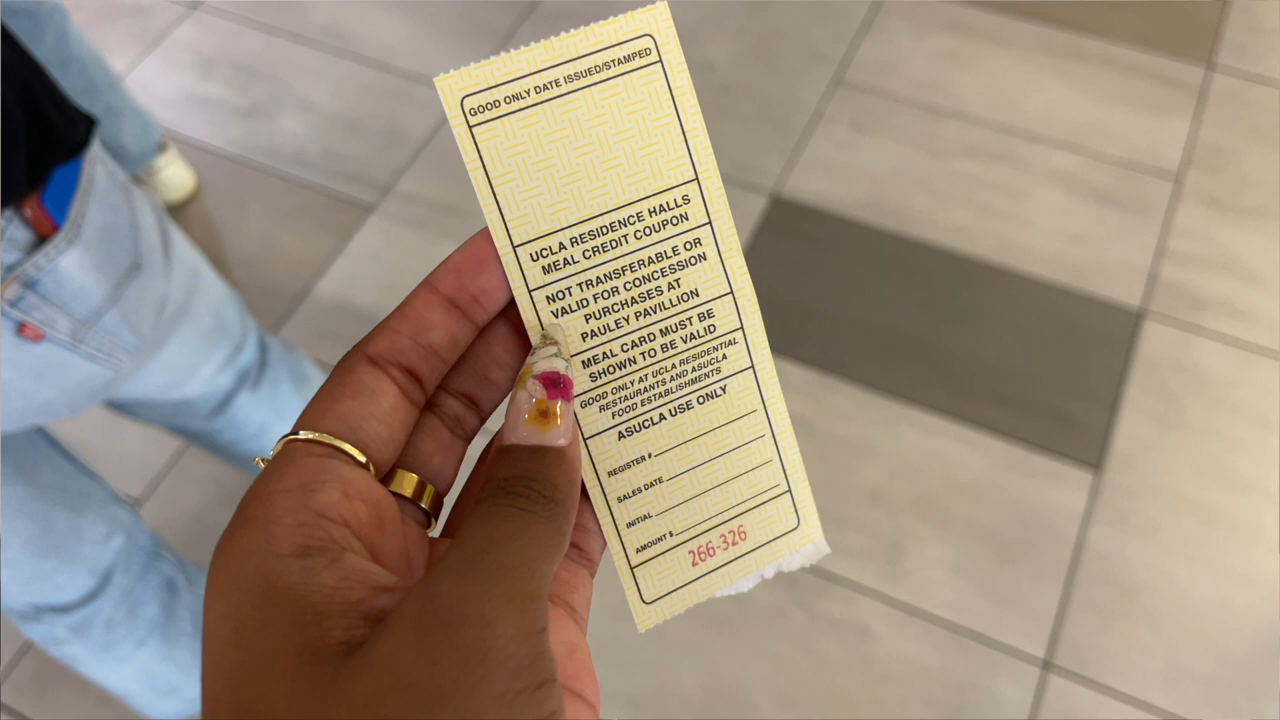 GOOD ONLY DATE ISSUED/STAMPED
UCLA RESIDENCE HALLS
MEAL CREDIT COUPON
NOT TRANSFERABLE OR
VALID FOR CONCESSION
PURCHASES AT
PAULEY PAVILLION
MEAL CARD MUST BE
SHOWN TO BE VALID
GOOD ONLY AT UCLA RESIDENTIAL
RESTAURANTS AND ASUCLA
FOOD ESTABLISHMENTS
ASUCLA USE ONLY
REGISTER #
SALES DATE
INITIAL
AMOUNT $
266-326